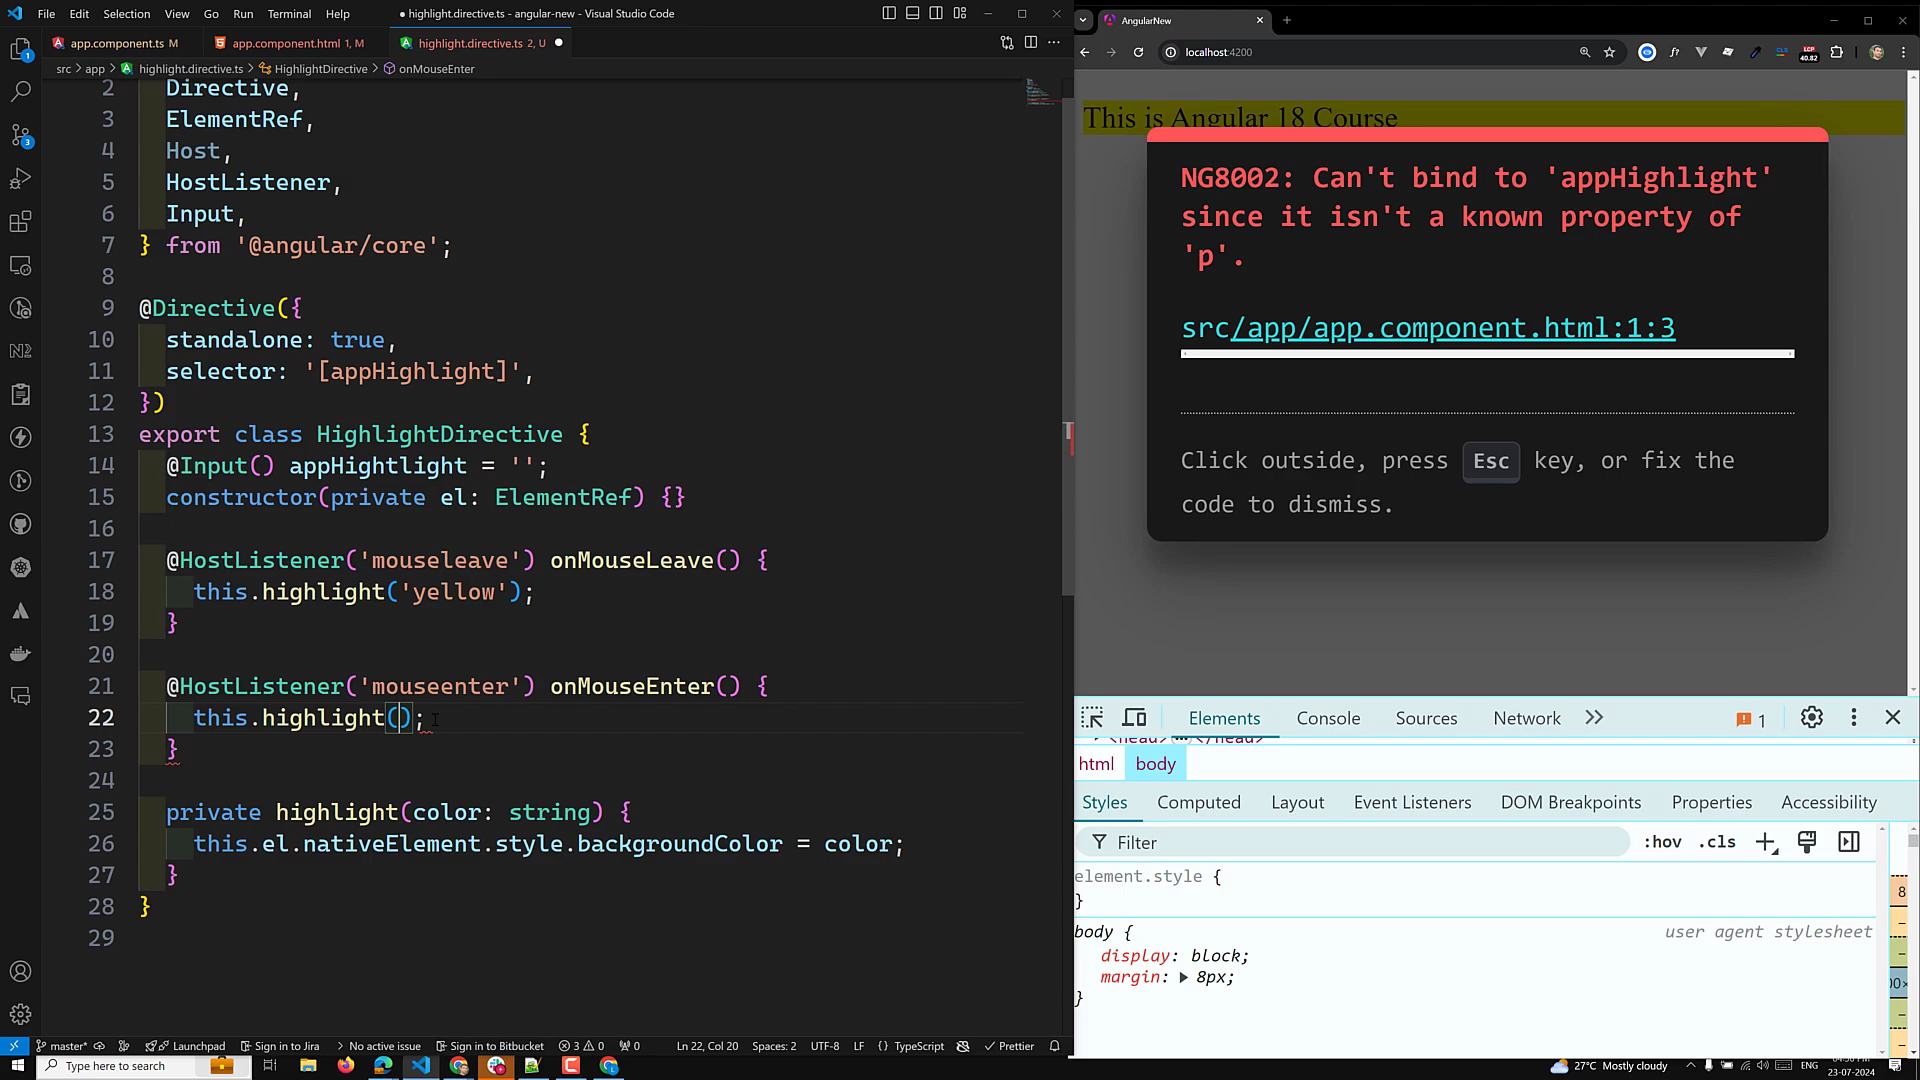 File Edit Selection View Go Run Terminal Help
● highlight.directive.ts - angular-new - Visual Studio Code
app.component.ts M
app.component.html 1, M
highlight.directive.ts 2, U
src > app > highlight.directive.ts > HighlightDirective > onMouseEnter
2 Directive,
3 ElementRef,
4 Host,
5 HostListener,
6 Input,
7 } from '@angular/core';
8
9 @Directive({
10 standalone: true,
11 selector: '[appHighlight]',
12 })
13 export class HighlightDirective {
14 @Input() appHightlight = '';
15 constructor(private el: ElementRef) {}
16
17 @HostListener('mouseleave') onMouseLeave() {
18 this.highlight('yellow');
19 }
20
21 @HostListener('mouseenter') onMouseEnter() {
22 this.highlight();
23 }
24
25 private highlight(color: string) {
26 this.el.nativeElement.style.backgroundColor = color;
27 }
28 }
29
master* Launchpad Sign in to Jira No active issue Sign in to Bitbucket 3 0 0 Ln 22, Col 20 Spaces: 2 UTF-8 LF {} TypeScript Prettier
AngularNew
localhost:4200
This is Angular 18 Course
NG8002: Can't bind to 'appHighlight'
since it isn't a known property of
'p'.
src/app/app.component.html:1:3
Click outside, press Esc key, or fix the
code to dismiss.
Elements Console Sources Network 1
<head> … </head>
html body
Styles Computed Layout Event Listeners DOM Breakpoints Properties Accessibility
Filter :hov .cls
element.style {
}
body {
user agent stylesheet
display: block;
margin: 8px;
}
8
Type here to search
27°C Mostly cloudy
ENG
23-07-2024